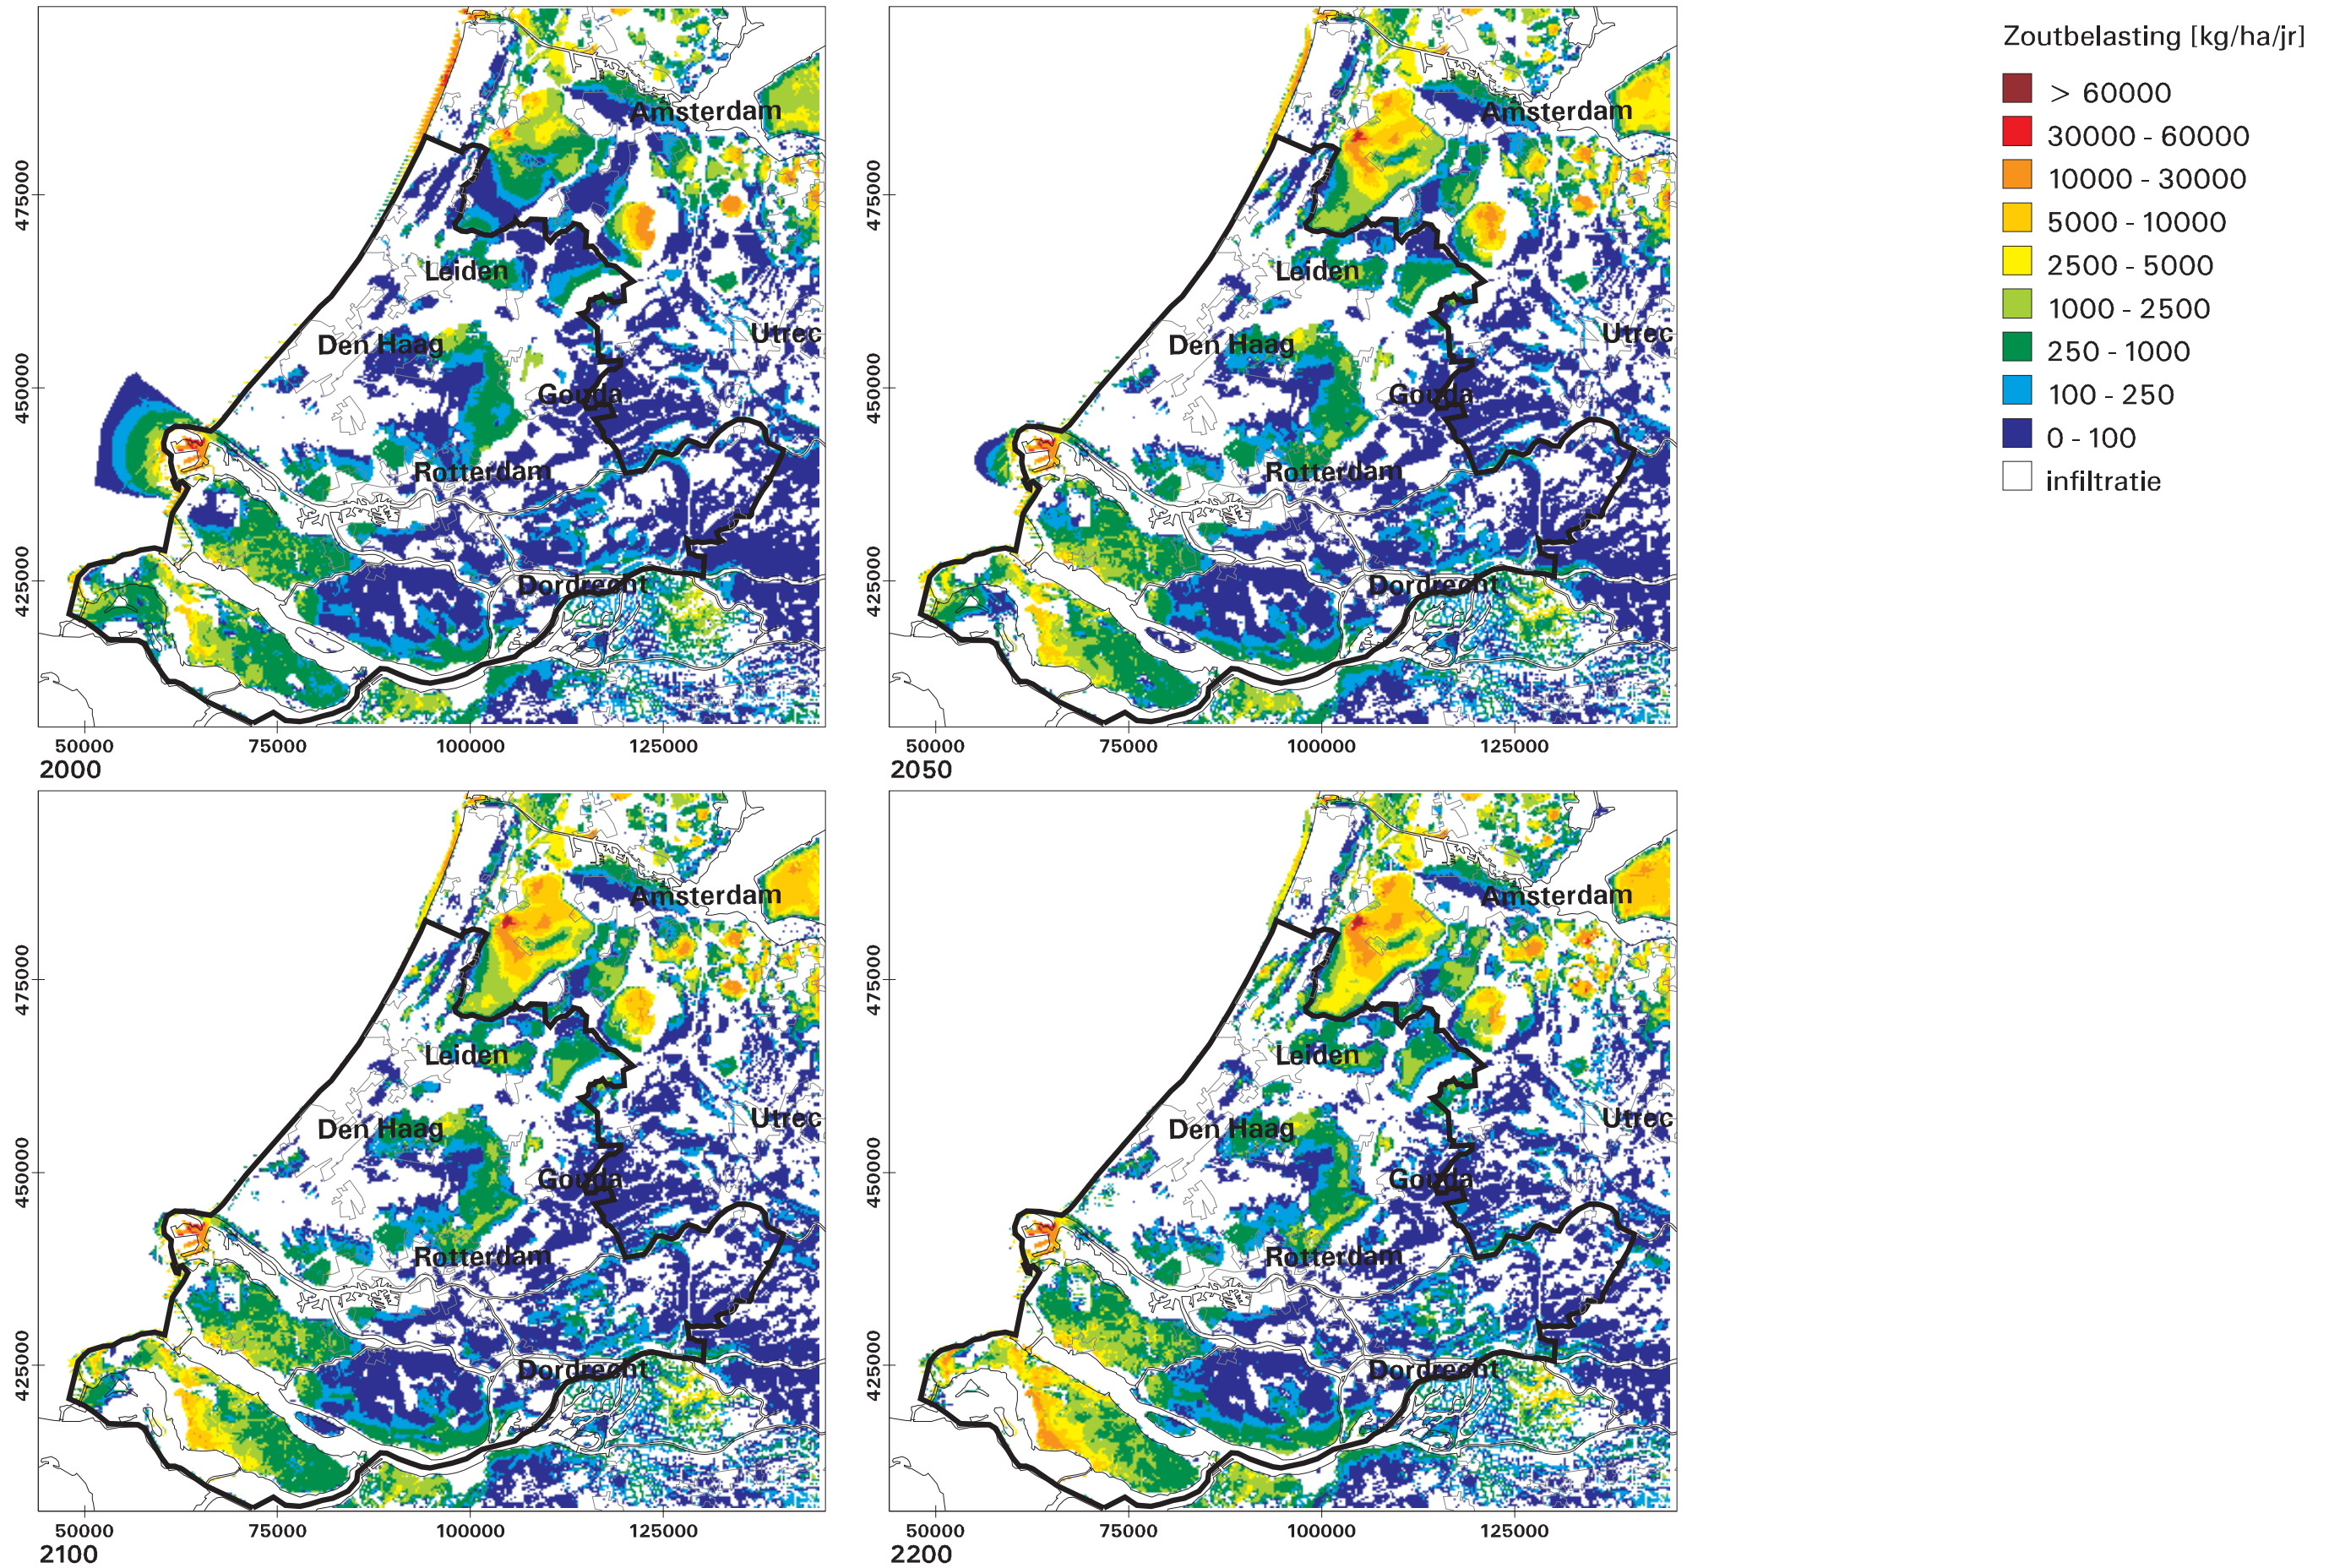 Zoutbelasting [kg/ha/jr]
> 60000
30000 - 60000
10000 - 30000
5000 - 10000
2500 - 5000
1000 - 2500
250 - 1000
100 - 250
0 - 100
infiltratie
Amsterdam
Leiden
Den Haag
Utrec
Gouda
Rotterdam
Dordrecht
475000
450000
425000
50000 75000 100000 125000
2000
Amsterdam
Leiden
Den Haag
Utrec
Gouda
Rotterdam
Dordrecht
475000
450000
425000
50000 75000 100000 125000
2050
Amsterdam
Leiden
Den Haag
Utrec
Gouda
Rotterdam
Dordrecht
475000
450000
425000
50000 75000 100000 125000
2100
Amsterdam
Leiden
Den Haag
Utrec
Gouda
Rotterdam
Dordrecht
475000
450000
425000
50000 75000 100000 125000
2200